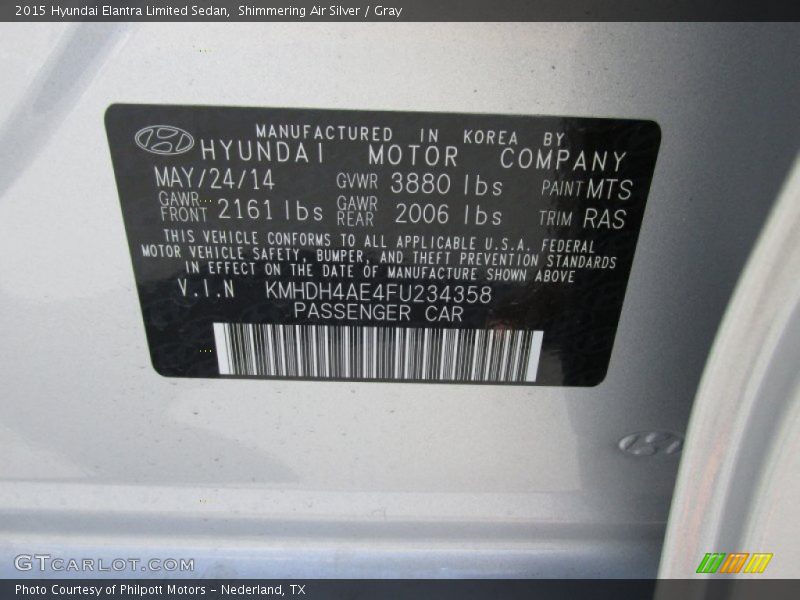 2015 Hyundai Elantra Limited Sedan,  Shimmering Air Silver / Gray
MANUFACTURED IN KOREA BY
HYUNDAI MOTOR COMPANY
MAY/24/14 GVWR 3880 lbs PAINT MTS
GAWR FRONT 2161 lbs GAWR REAR 2006 lbs TRIM RAS
THIS VEHICLE CONFORMS TO ALL APPLICABLE U.S.A. FEDERAL
MOTOR VEHICLE SAFETY, BUMPER, AND THEFT PREVENTION STANDARDS
IN EFFECT ON THE DATE OF MANUFACTURE SHOWN ABOVE
V.I.N KMHDH4AE4FU234358
PASSENGER CAR
GTCARLOT.COM
Photo Courtesy of Philpott Motors - Nederland, TX